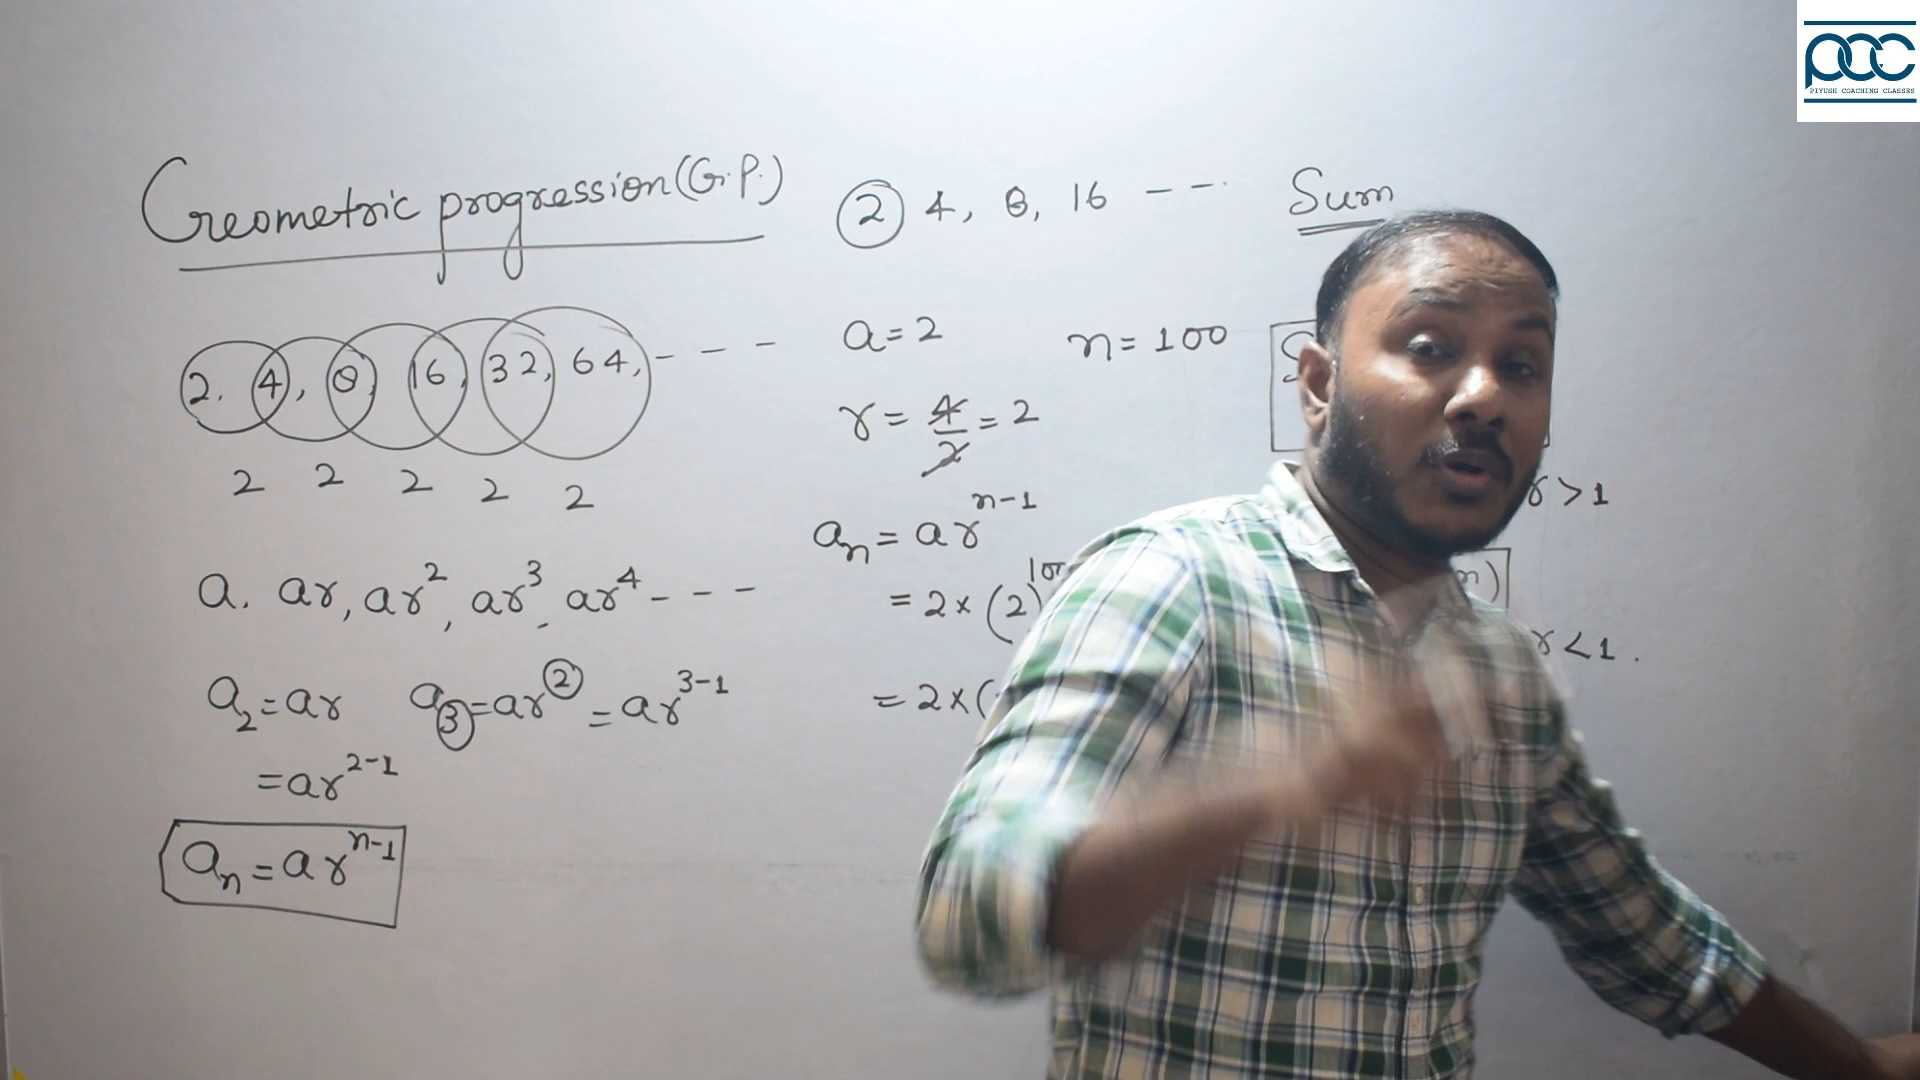 PCC
PIYUSH COACHING CLASSES
Geometric progression (G.P.)
2, 4, 8, 16, 32, 64, - - -
2 2 2 2 2
a, ar, ar², ar³, ar⁴ - - -
a₂ = ar a₃ = ar² = ar³⁻¹
= ar²⁻¹
aₙ = arⁿ⁻¹
2 4, 8, 16 - - -
a = 2 n = 100
r = 4/2 = 2
aₙ = arⁿ⁻¹
= 2 × (2)
= 2 × (
Sum
r > 1
n)
r < 1.